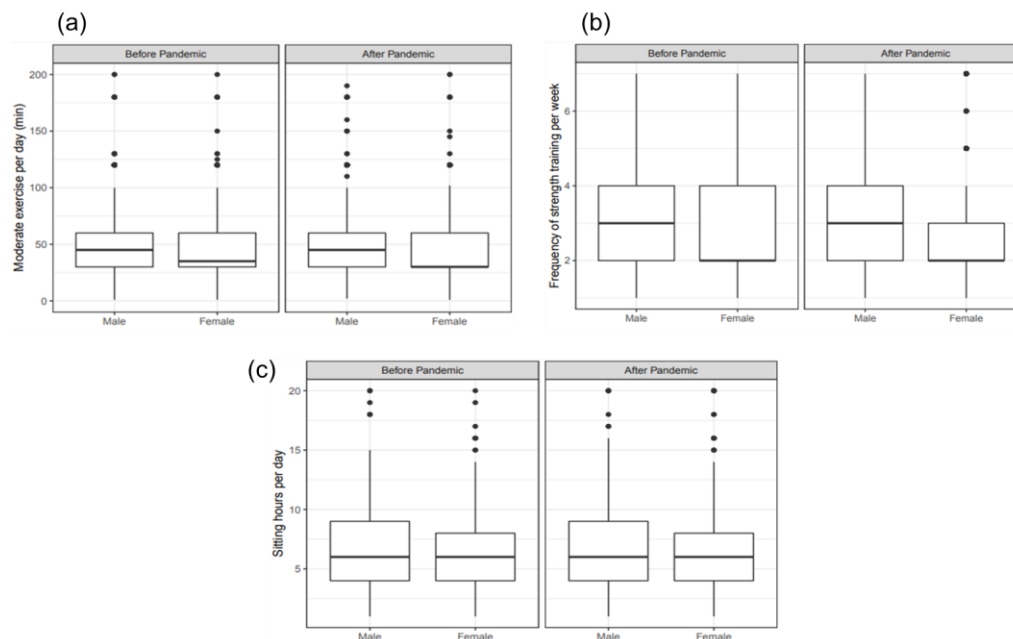 (a)
Before Pandemic After Pandemic
Moderate exercise per day (min)
200
150
100
50
0
Male Female Male Female
(b)
Before Pandemic After Pandemic
Frequency of strength training per week
6
4
2
Male Female Male Female
(c)
Before Pandemic After Pandemic
Sitting hours per day
20
15
10
5
Male Female Male Female